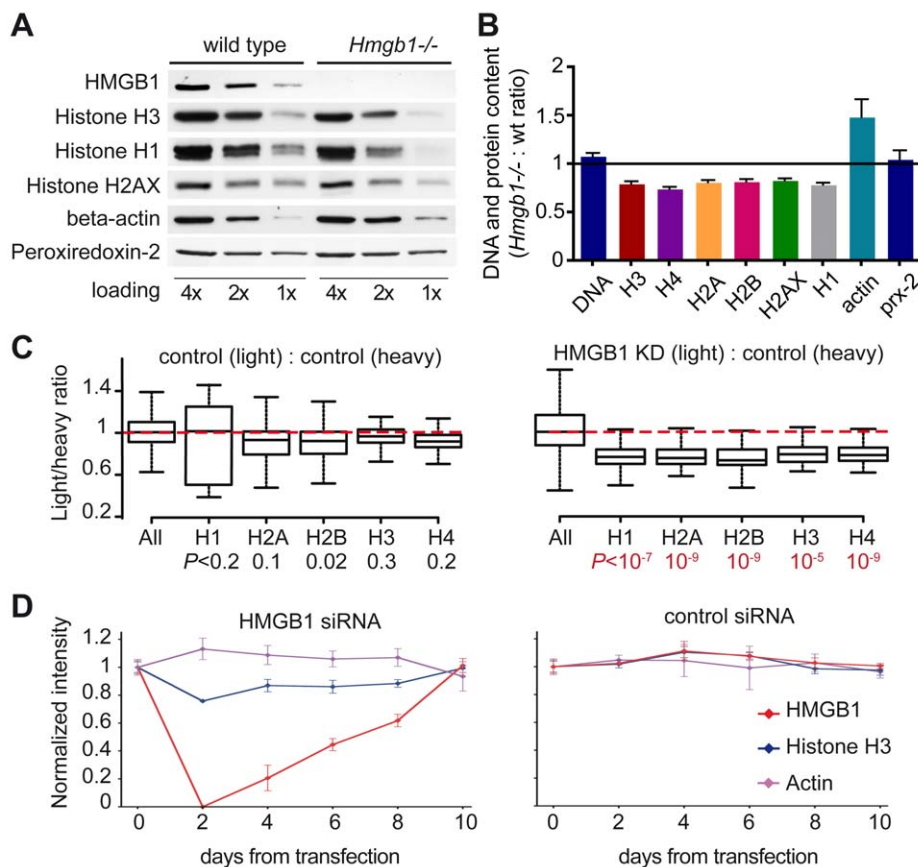 A
wild type Hmgb1-/-
HMGB1
Histone H3
Histone H1
Histone H2AX
beta-actin
Peroxiredoxin-2
loading 4x 2x 1x 4x 2x 1x
B
DNA and protein content
(Hmgb1-/- : wt ratio)
2
1.5
1
0.5
0
DNA H3 H4 H2A H2B H2AX H1 actin prx-2
C
control (light) : control (heavy)
Light/heavy ratio
1.4
1
0.6
0.2
All H1 H2A H2B H3 H4
P<0.2 0.1 0.02 0.3 0.2
HMGB1 KD (light) : control (heavy)
All H1 H2A H2B H3 H4
P<10⁻⁷ 10⁻⁹ 10⁻⁹ 10⁻⁵ 10⁻⁹
D
HMGB1 siRNA
Normalized intensity
1.2
1
0.8
0.6
0.4
0.2
0
0 2 4 6 8 10
days from transfection
control siRNA
HMGB1
Histone H3
Actin
0 2 4 6 8 10
days from transfection